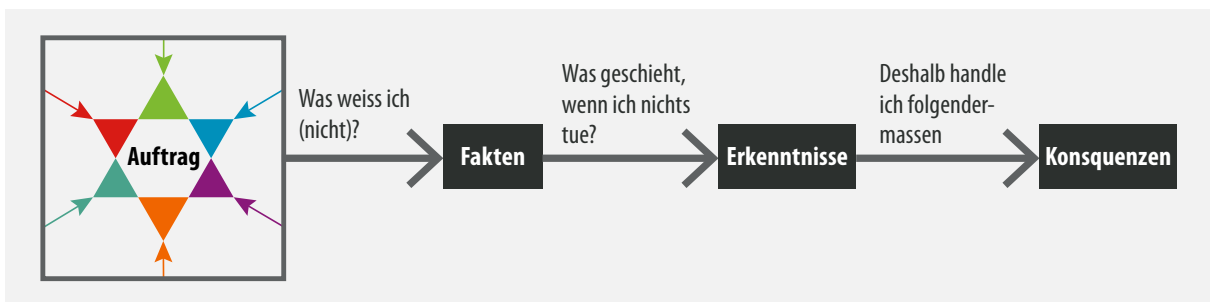 Auftrag
Was weiss ich
(nicht)?
Fakten
Was geschieht,
wenn ich nichts
tue?
Erkenntnisse
Deshalb handle
ich folgender-
massen
Konsquenzen